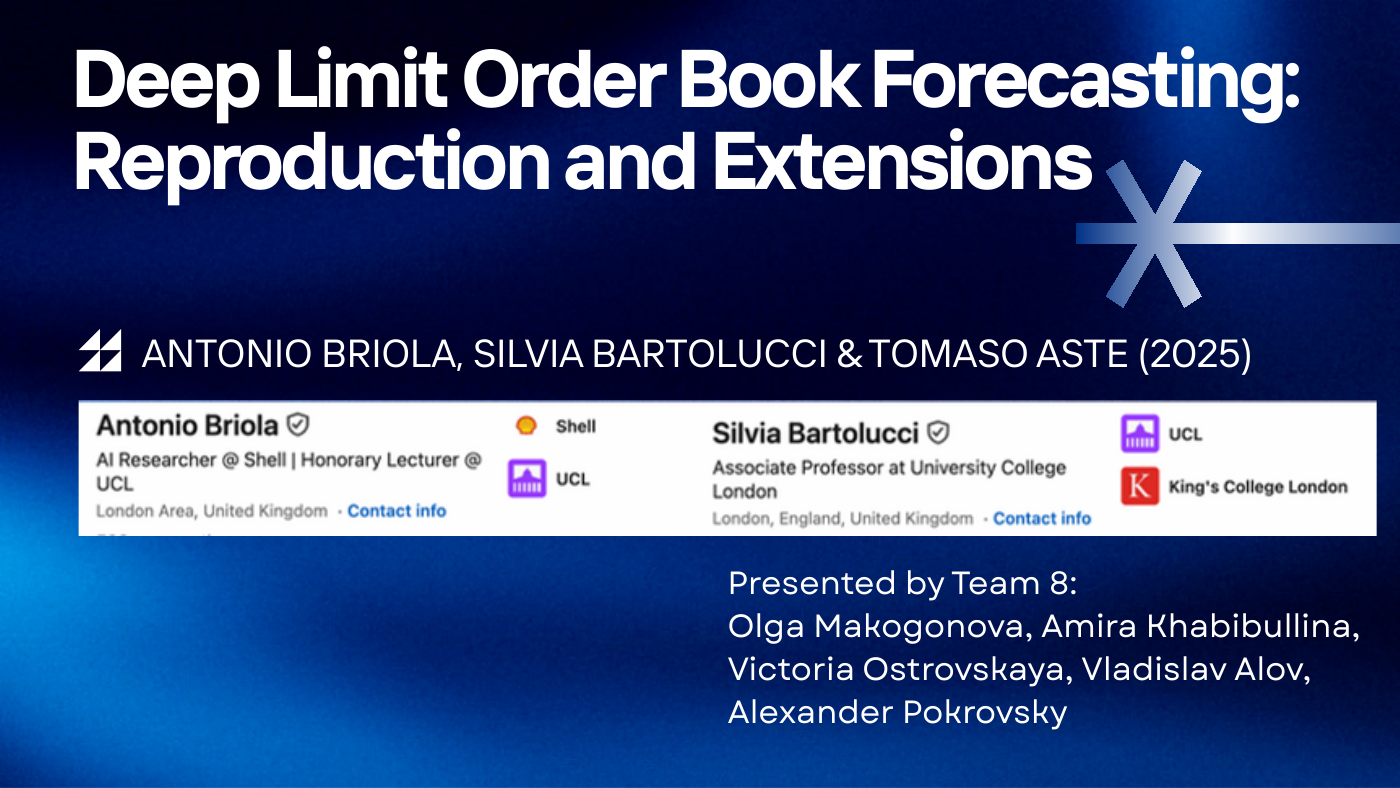 Deep Limit Order Book Forecasting:
Reproduction and Extensions
ANTONIO BRIOLA, SILVIA BARTOLUCCI & TOMASO ASTE (2025)
Antonio Briola
AI Researcher @ Shell | Honorary Lecturer @
UCL
London Area, United Kingdom · Contact info
Shell
UCL
Silvia Bartolucci
Associate Professor at University College
London
London, England, United Kingdom · Contact info
UCL
K King's College London
Presented by Team 8:
Olga Makogonova, Amira Khabibullina,
Victoria Ostrovskaya, Vladislav Alov,
Alexander Pokrovsky